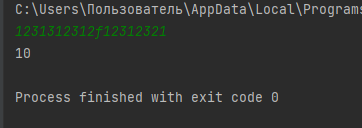 C:\Users\Пользователь\AppData\Local\Programs
1231312312f12312321
10
Process finished with exit code 0